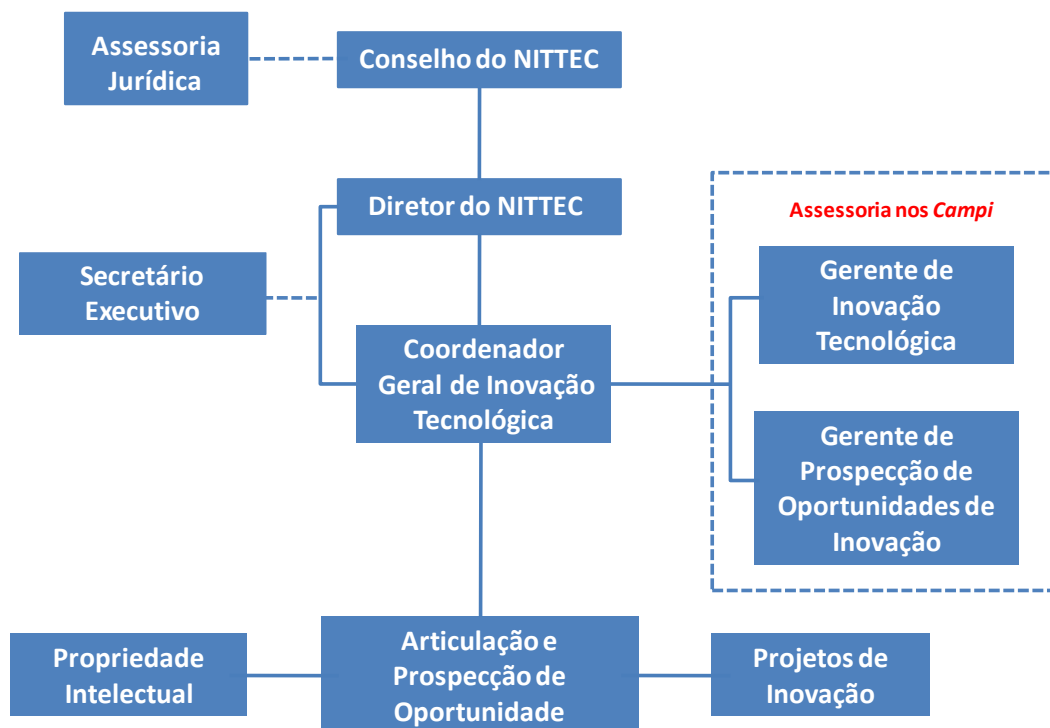 Assessoria
Jurídica
Conselho do NITTEC
Diretor do NITTEC
Assessoria nos Campi
Secretário
Executivo
Gerente de
Inovação
Tecnológica
Coordenador
Geral de Inovação
Tecnológica
Gerente de
Prospecção de
Oportunidades de
Inovação
Propriedade
Intelectual
Articulação e
Prospecção de
Oportunidade
Projetos de
Inovação